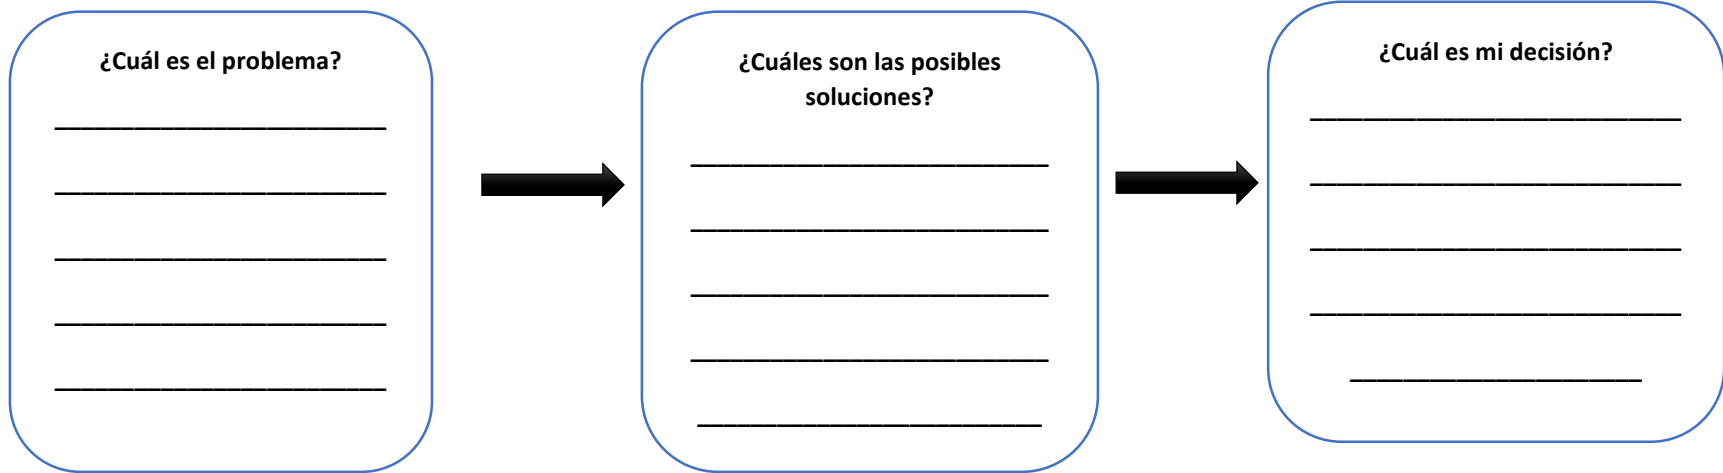 ¿Cuál es el problema?
¿Cuáles son las posibles
soluciones?
¿Cuál es mi decisión?